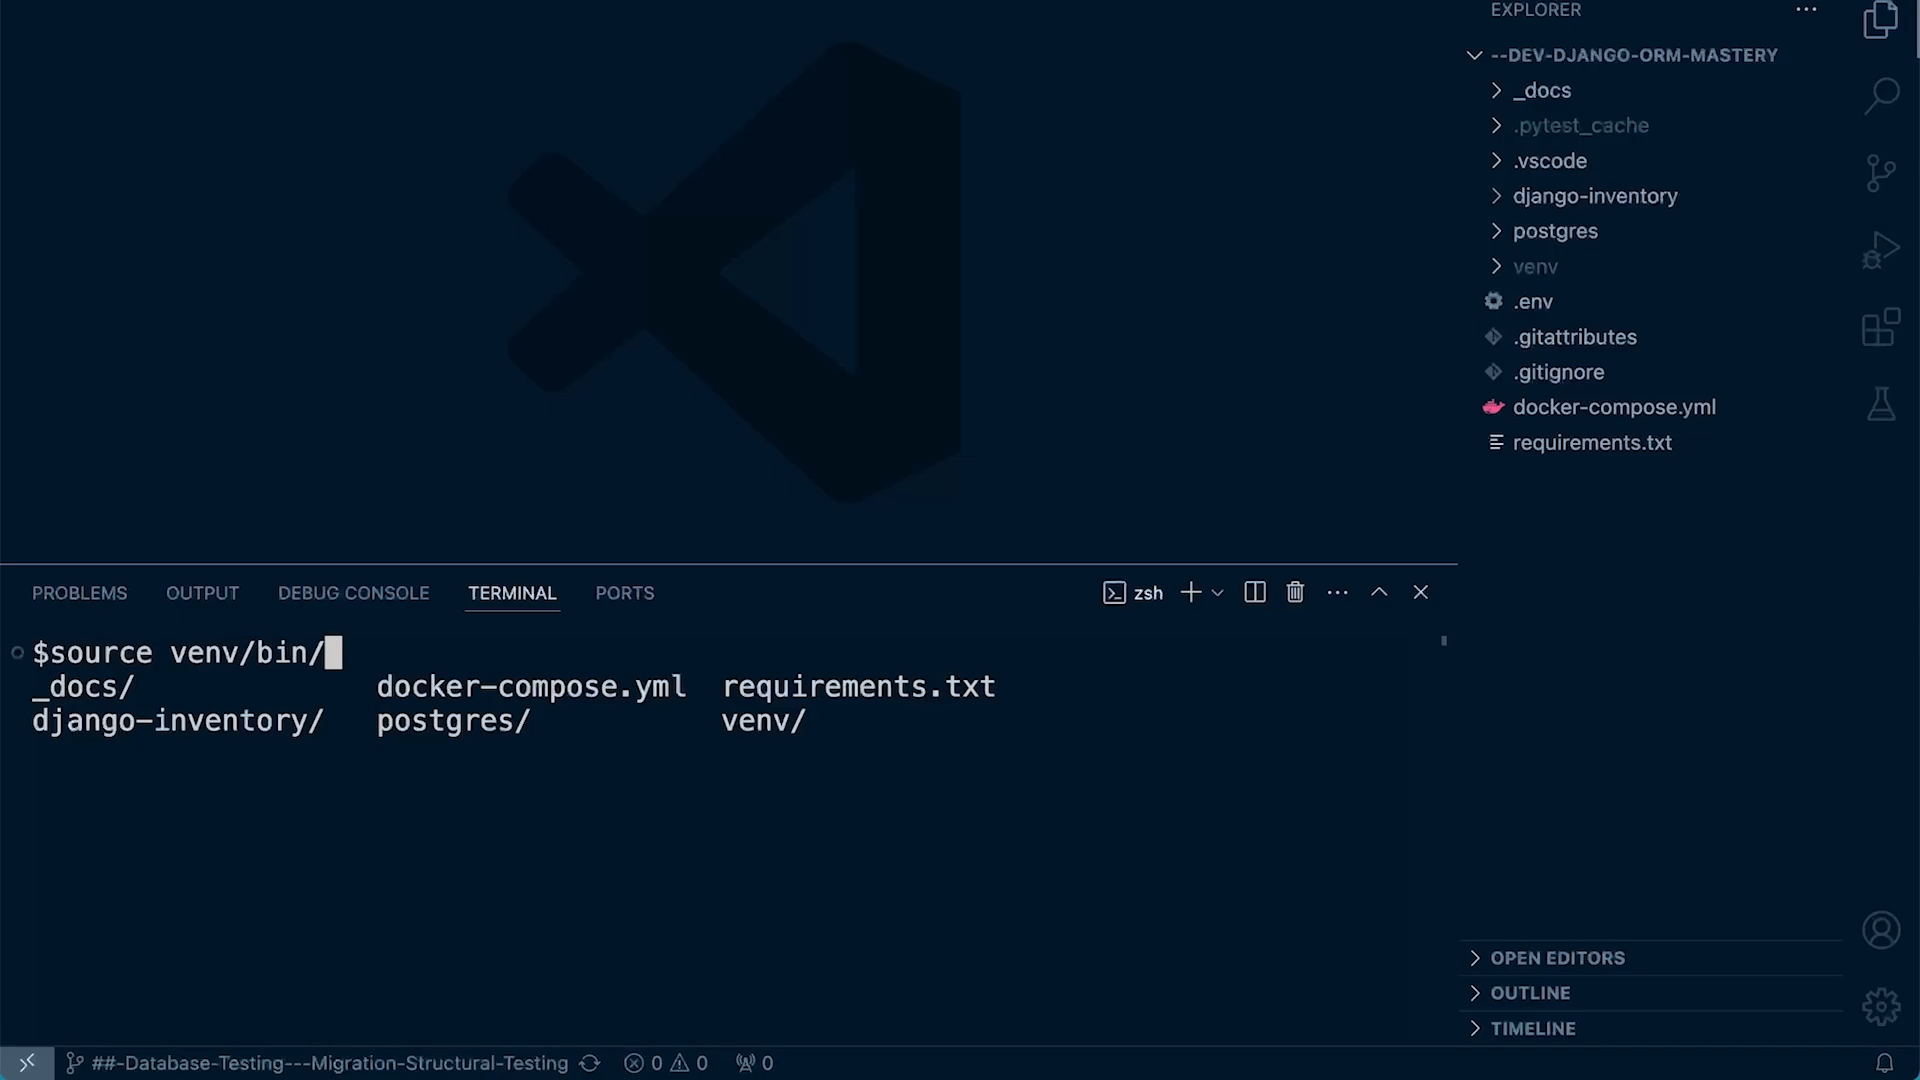 EXPLORER
--DEV-DJANGO-ORM-MASTERY
_docs
.pytest_cache
.vscode
django-inventory
postgres
venv
.env
.gitattributes
.gitignore
docker-compose.yml
requirements.txt
PROBLEMS OUTPUT DEBUG CONSOLE TERMINAL PORTS zsh
$source venv/bin/
_docs/ docker-compose.yml requirements.txt
django-inventory/ postgres/ venv/
OPEN EDITORS
OUTLINE
TIMELINE
##-Database-Testing---Migration-Structural-Testing 0 0 0